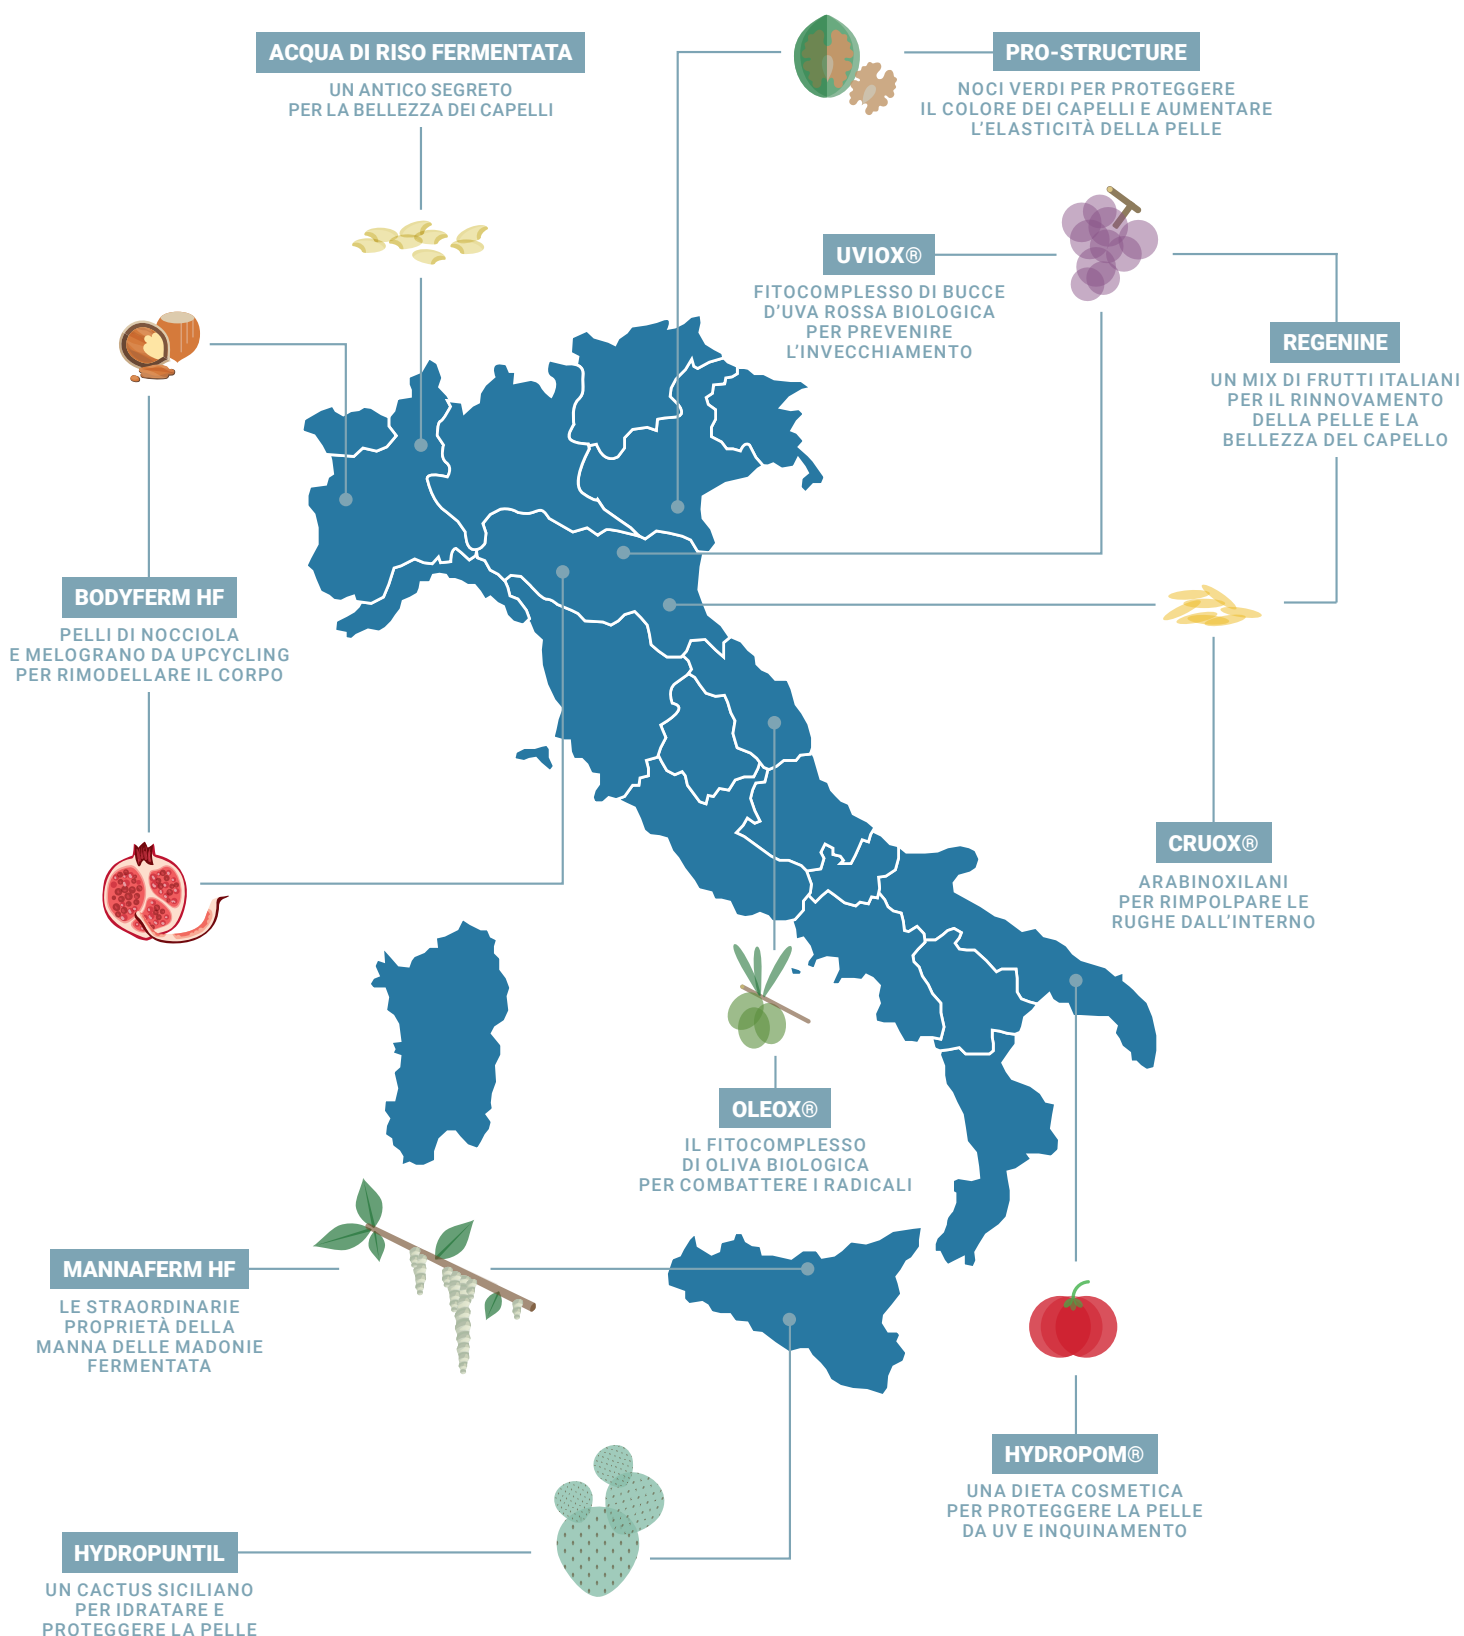 ACQUA DI RISO FERMENTATA
UN ANTICO SEGRETO
PER LA BELLEZZA DEI CAPELLI
PRO-STRUCTURE
NOCI VERDI PER PROTEGGERE
IL COLORE DEI CAPELLI E AUMENTARE
L'ELASTICITÀ DELLA PELLE
UVIOX®
FITOCOMPLESSO DI BUCCE
D'UVA ROSSA BIOLOGICA
PER PREVENIRE
L'INVECCHIAMENTO
REGENINE
UN MIX DI FRUTTI ITALIANI
PER IL RINNOVAMENTO
DELLA PELLE E LA
BELLEZZA DEL CAPELLO
BODYFERM HF
PELLI DI NOCCIOLA
E MELOGRANO DA UPCYCLING
PER RIMODELLARE IL CORPO
CRUOX®
ARABINOXILANI
PER RIMPOLPARE LE
RUGHE DALL'INTERNO
OLEOX®
IL FITOCOMPLESSO
DI OLIVA BIOLOGICA
PER COMBATTERE I RADICALI
MANNAFERM HF
LE STRAORDINARIE
PROPRIETÀ DELLA
MANNA DELLE MADONIE
FERMENTATA
HYDROPOM®
UNA DIETA COSMETICA
PER PROTEGGERE LA PELLE
DA UV E INQUINAMENTO
HYDROPUNTIL
UN CACTUS SICILIANO
PER IDRATARE E
PROTEGGERE LA PELLE